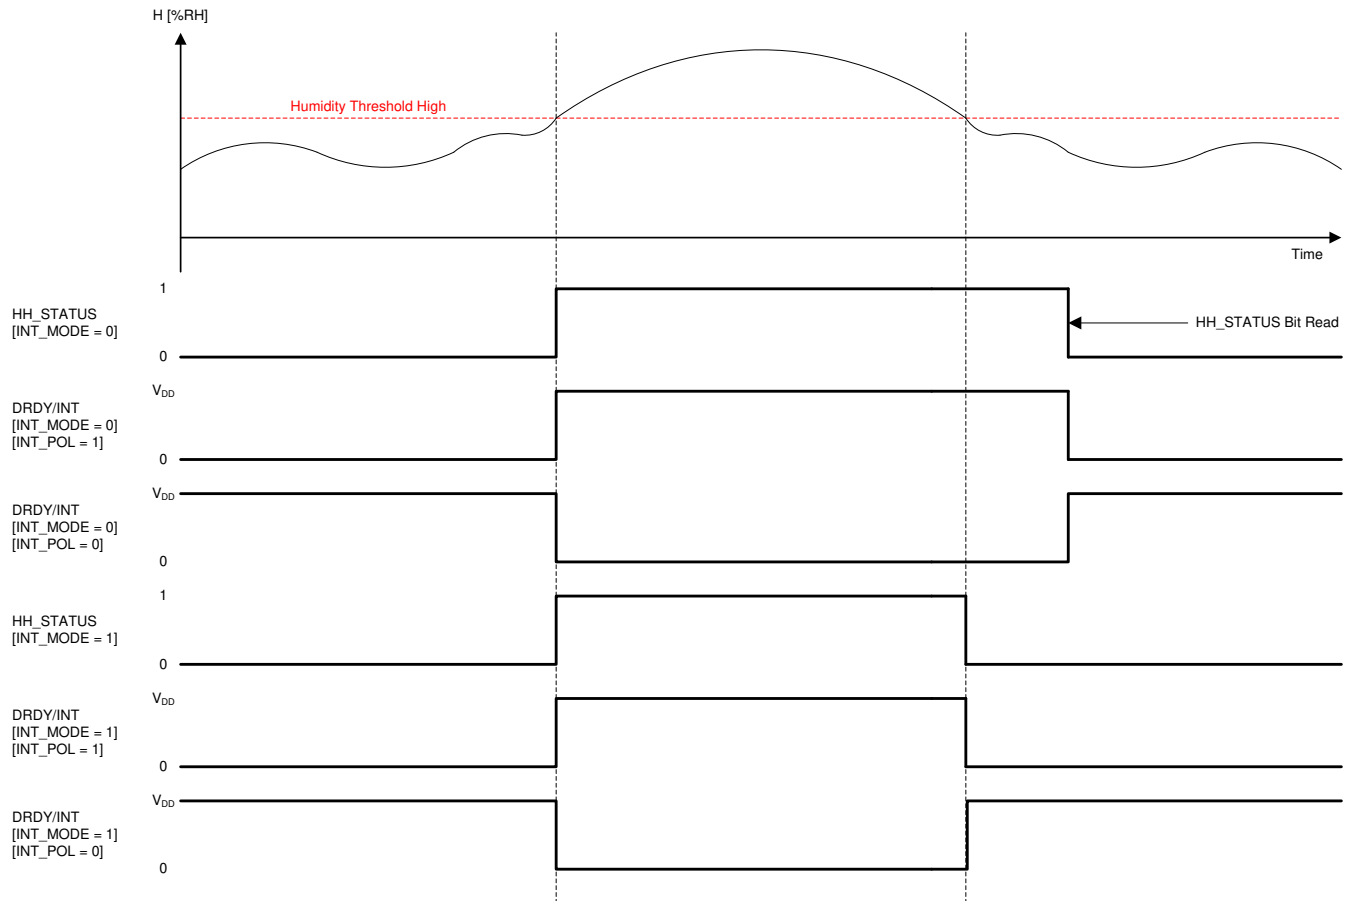 H [%RH]
Humidity Threshold High
Time
1
HH_STATUS
[INT_MODE = 0]
HH_STATUS Bit Read
0
VDD
DRDY/INT
[INT_MODE = 0]
[INT_POL = 1]
0
VDD
DRDY/INT
[INT_MODE = 0]
[INT_POL = 0]
0
1
HH_STATUS
[INT_MODE = 1]
0
VDD
DRDY/INT
[INT_MODE = 1]
[INT_POL = 1]
0
VDD
DRDY/INT
[INT_MODE = 1]
[INT_POL = 0]
0